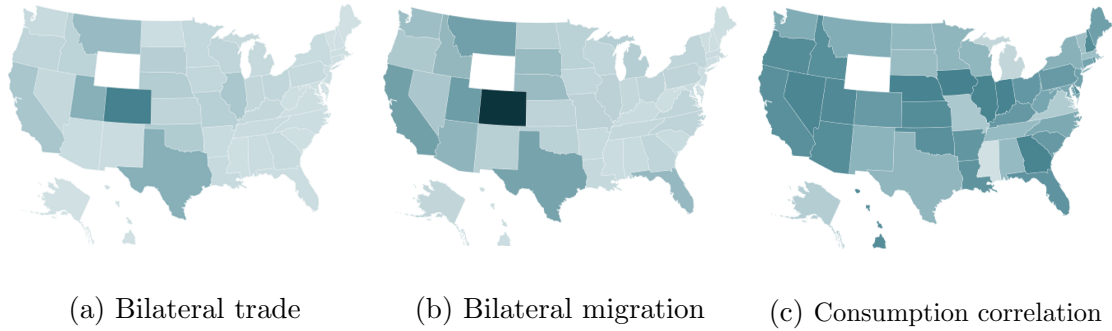 (a) Bilateral trade
(b) Bilateral migration
(c) Consumption correlation